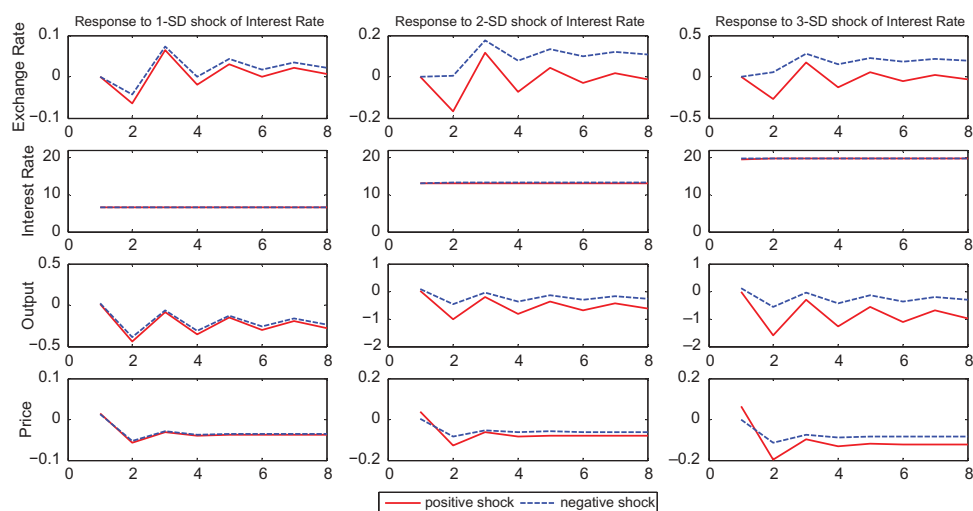 Response to 1-SD shock of Interest Rate
Response to 2-SD shock of Interest Rate
Response to 3-SD shock of Interest Rate
Exchange Rate
0.1
0
−0.1
0 2 4 6 8
0.2
0
−0.2
0 2 4 6 8
0.5
0
−0.5
0 2 4 6 8
Interest Rate
20
10
0
0 2 4 6 8
20
10
0
0 2 4 6 8
20
10
0
0 2 4 6 8
Output
0.5
0
−0.5
0 2 4 6 8
1
0
−1
−2
0 2 4 6 8
1
0
−1
−2
0 2 4 6 8
Price
0.1
0
−0.1
0 2 4 6 8
0.2
0
−0.2
0 2 4 6 8
0.2
0
−0.2
0 2 4 6 8
positive shock
negative shock